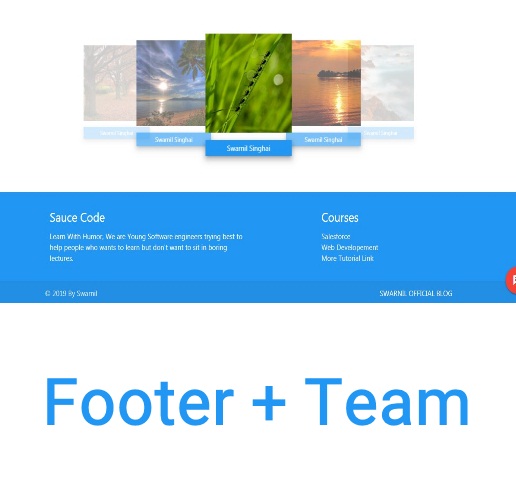 Swarnil Singhai
Swarnil Singhai
Swarnil Singhai
Swarnil Singhai
Swarnil Singhai
Sauce Code
Learn With Humor, We are Young Software engineers trying best to
help people who wants to learn but don't want to sit in boring
lectures.
Courses
Salesforce
Web Developement
More Tutorial Link
© 2019 By Swarnil
SWARNIL OFFICIAL BLOG
Footer + Team